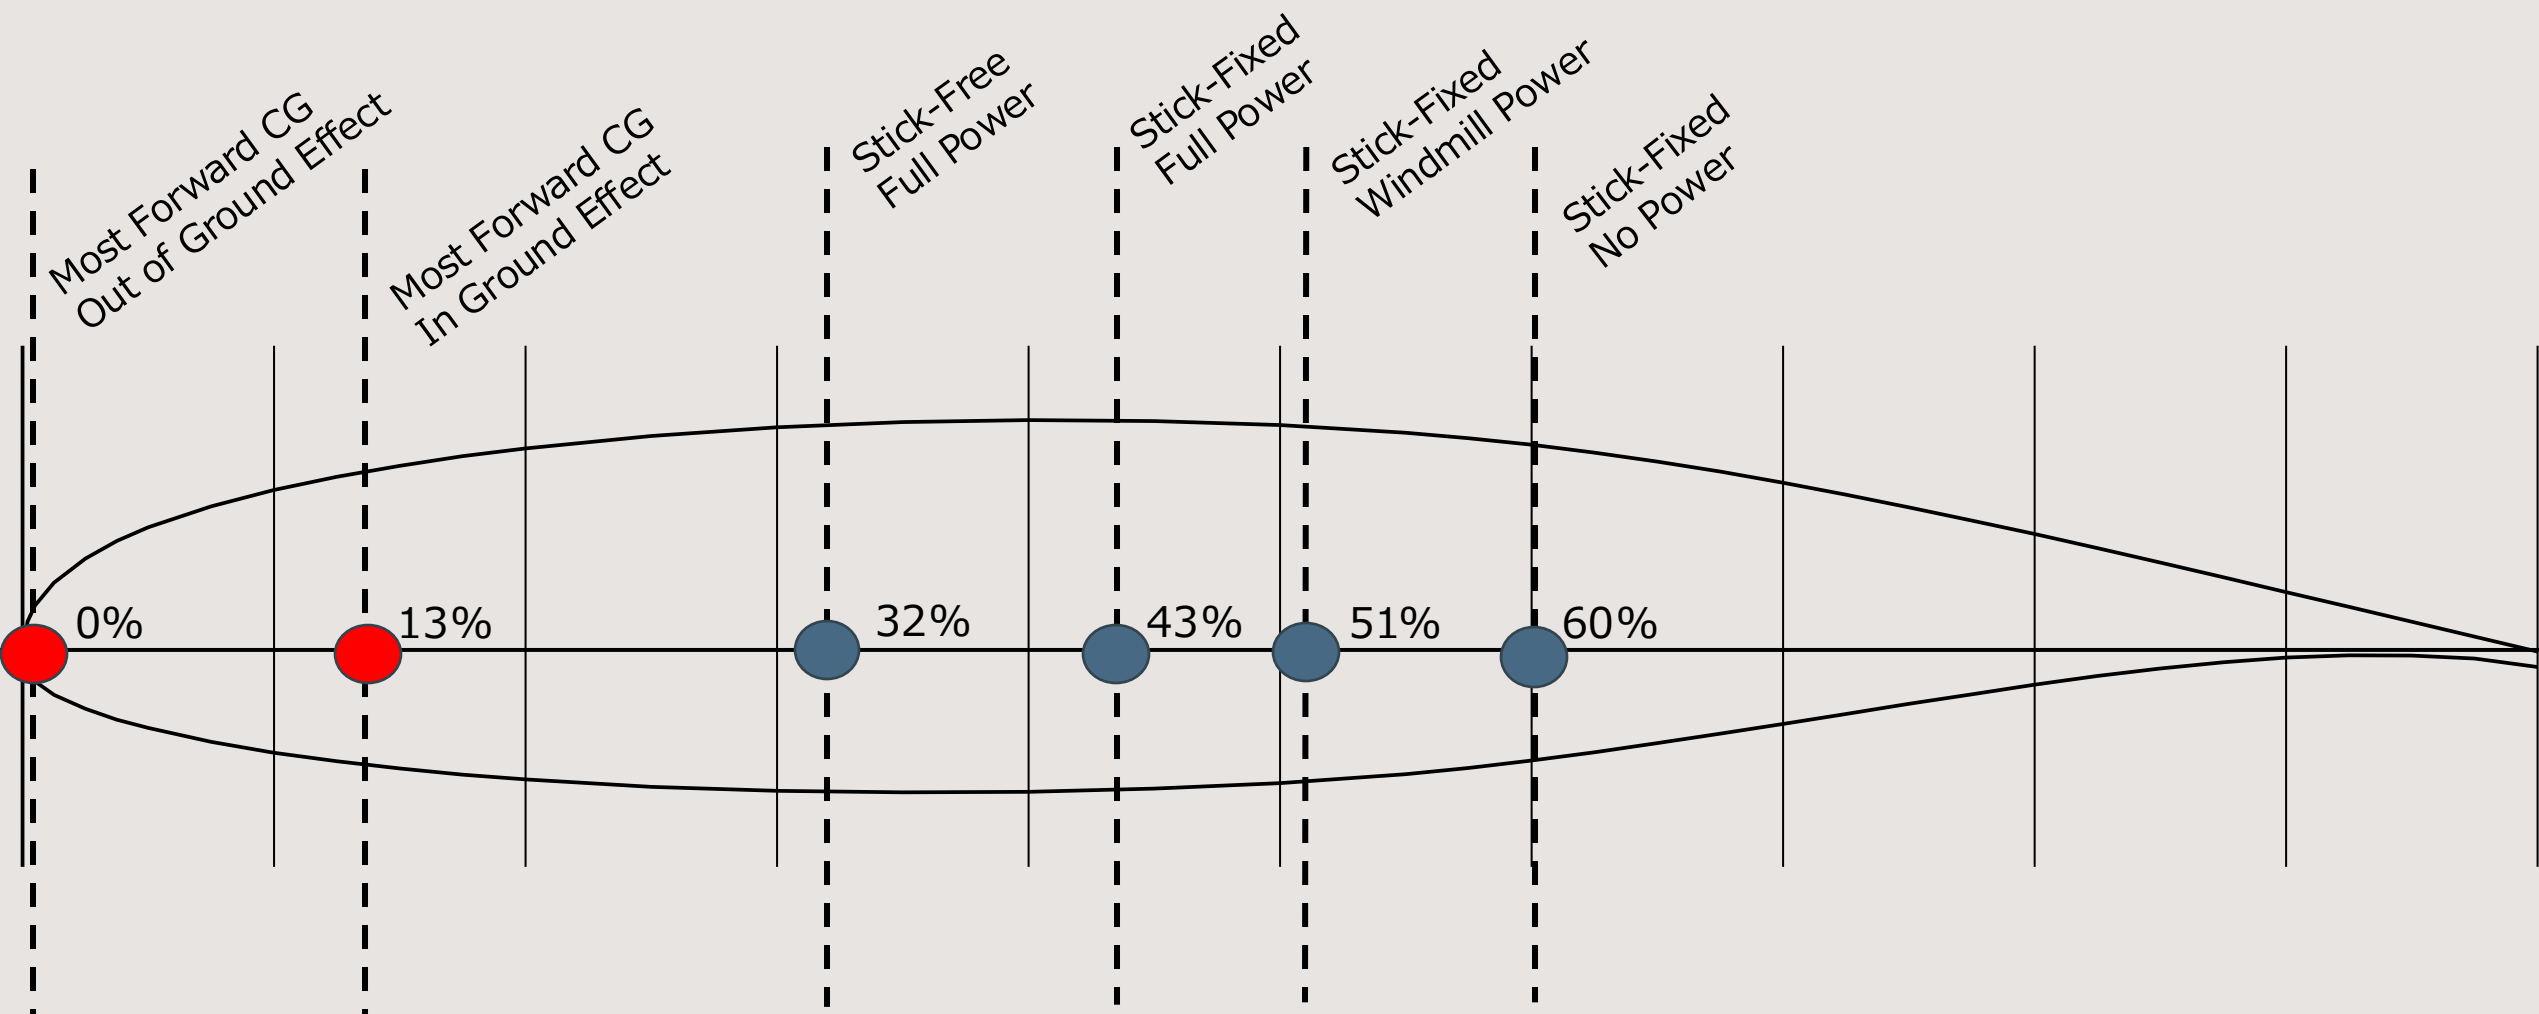 Most Forward CG
Out of Ground Effect
Most Forward CG
In Ground Effect
Stick-Free
Full Power
Stick-Fixed
Full Power
Stick-Fixed
Windmill Power
Stick-Fixed
No Power
0%
13%
32%
43%
51%
60%